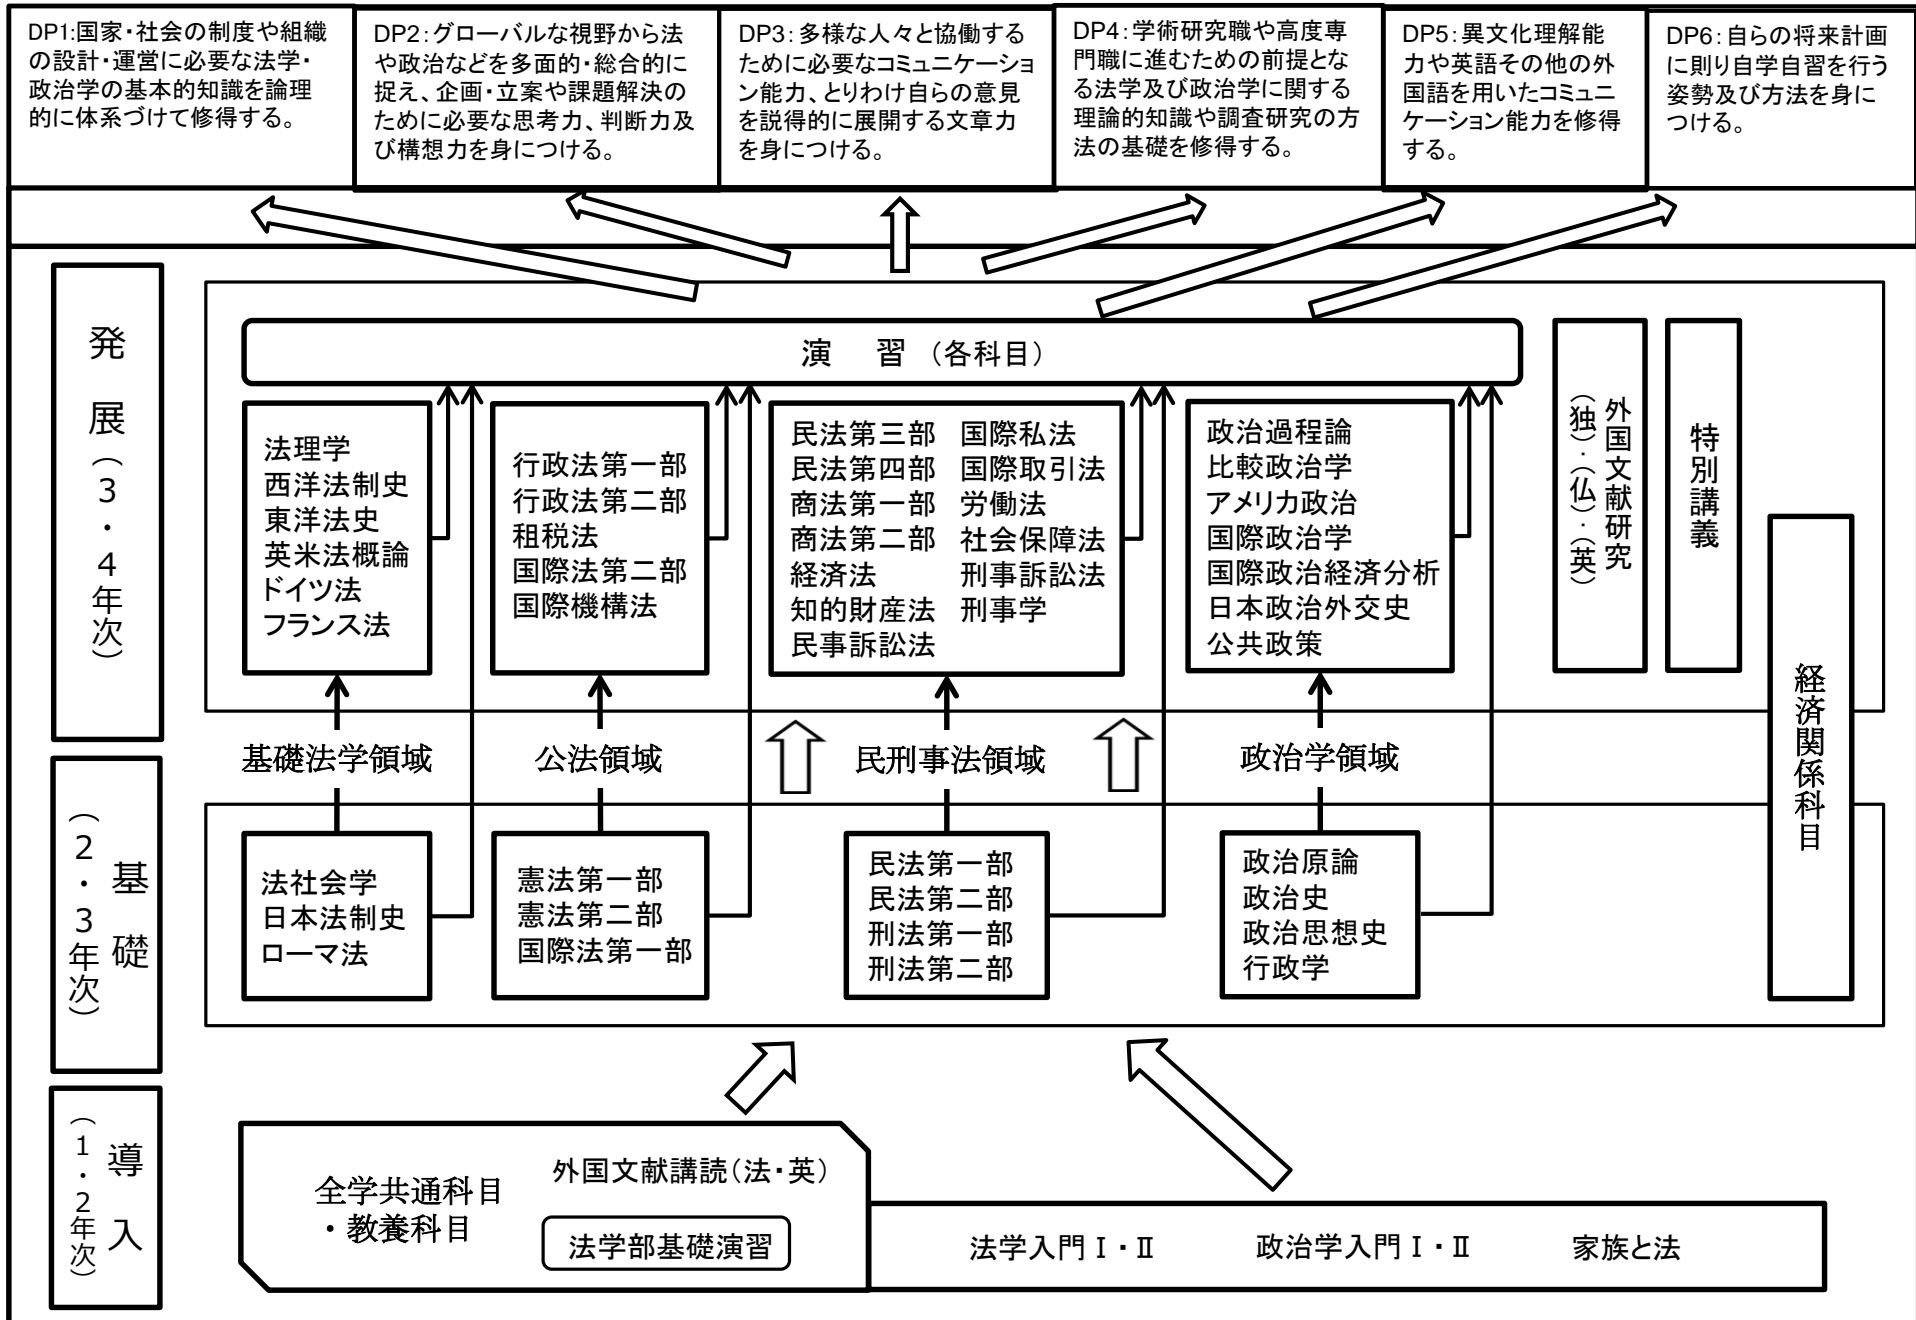 DP1:国家・社会の制度や組織
の設計・運営に必要な法学・
政治学の基本的知識を論理
的に体系づけて修得する。
DP2:グローバルな視野から法
や政治などを多面的・総合的に
捉え、企画・立案や課題解決の
ために必要な思考力、判断力及
び構想力を身につける。
DP3:多様な人々と協働する
ために必要なコミュニケーショ
ン能力、とりわけ自らの意見
を説得的に展開する文章力
を身につける。
DP4:学術研究職や高度専
門職に進むための前提とな
る法学及び政治学に関する
理論的知識や調査研究の方
法の基礎を修得する。
DP5:異文化理解能
力や英語その他の外
国語を用いたコミュニ
ケーション能力を修得
する。
DP6:自らの将来計画
に則り自学自習を行う
姿勢及び方法を身に
つける。
発展(3・4年次)
演 習(各科目)
法理学
西洋法制史
東洋法史
英米法概論
ドイツ法
フランス法
行政法第一部
行政法第二部
租税法
国際法第二部
国際機構法
民法第三部 国際私法
民法第四部 国際取引法
商法第一部 労働法
商法第二部 社会保障法
経済法 刑事訴訟法
知的財産法 刑事学
民事訴訟法
政治過程論
比較政治学
アメリカ政治
国際政治学
国際政治経済分析
日本政治外交史
公共政策
外国文献研究
(独)・(仏)・(英)
特別講義
経済関係科目
基礎法学領域
公法領域
民刑事法領域
政治学領域
基礎
(2・3年次)
法社会学
日本法制史
ローマ法
憲法第一部
憲法第二部
国際法第一部
民法第一部
民法第二部
刑法第一部
刑法第二部
政治原論
政治史
政治思想史
行政学
導入
(1・2年次)
全学共通科目
・教養科目
外国文献講読(法・英)
法学部基礎演習
法学入門Ⅰ・Ⅱ
政治学入門Ⅰ・Ⅱ
家族と法